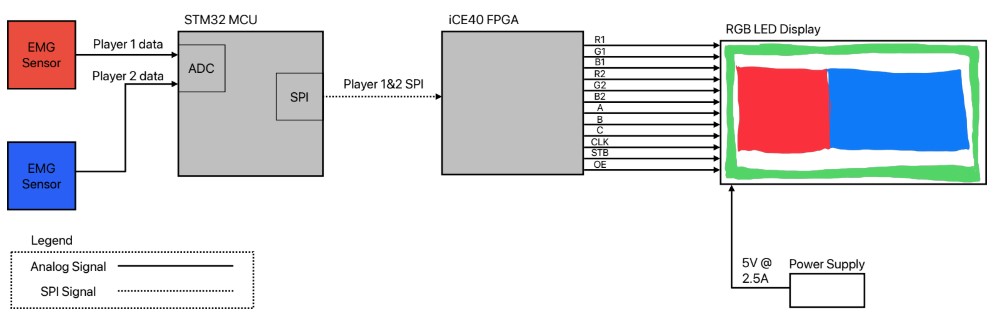 STM32 MCU
iCE40 FPGA
RGB LED Display
EMG
Sensor
Player 1 data
Player 2 data
ADC
SPI
Player 1&2 SPI
R1
G1
B1
R2
G2
B2
A
B
C
CLK
STB
OE
EMG
Sensor
Legend
Analog Signal
SPI Signal
5V @
2.5A
Power Supply